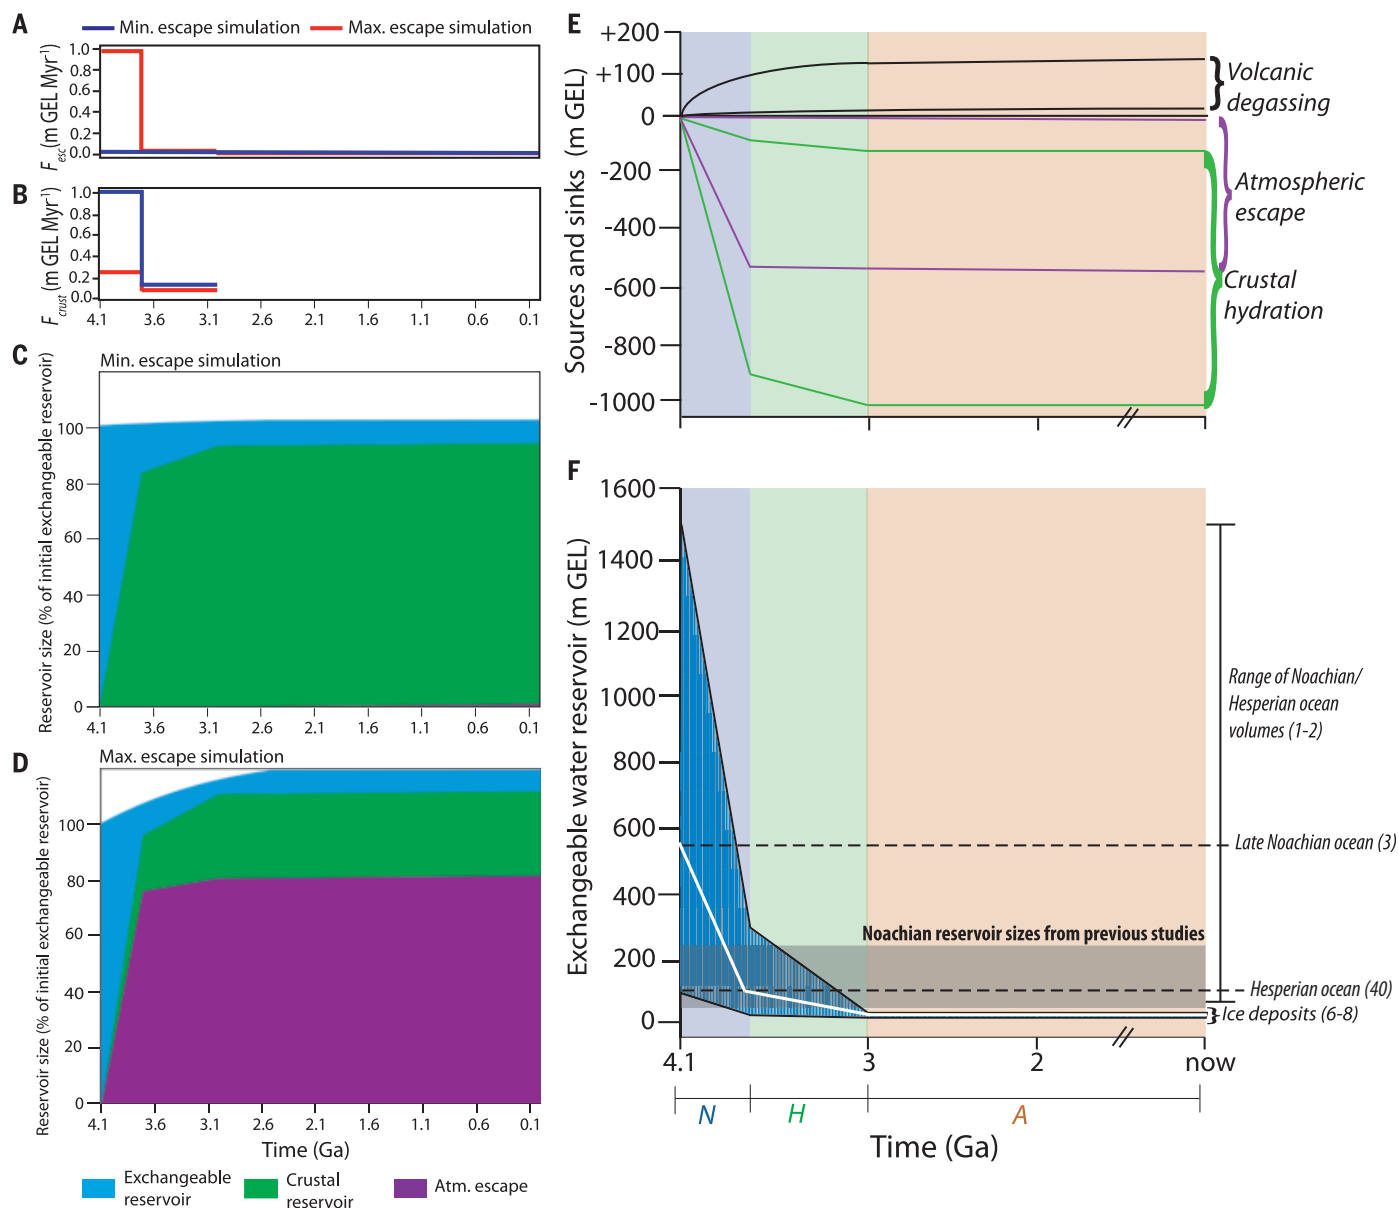 A
Min. escape simulation
Max. escape simulation
F esc (m GEL Myr-1)
1.0
0.8
0.6
0.4
0.2
0.0
B
F crust (m GEL Myr-1)
1.0
0.8
0.6
0.4
0.2
0.0
4.1 3.6 3.1 2.6 2.1 1.6 1.1 0.6 0.1
C
Min. escape simulation
Reservoir size (% of initial exchangeable reservoir)
100
80
60
40
20
0
4.1 3.6 3.1 2.6 2.1 1.6 1.1 0.6 0.1
D
Max. escape simulation
Reservoir size (% of initial exchangeable reservoir)
100
80
60
40
20
0
4.1 3.6 3.1 2.6 2.1 1.6 1.1 0.6 0.1
Time (Ga)
Exchangeable
reservoir
Crustal
reservoir
Atm. escape
E
Sources and sinks (m GEL)
+200
+100
0
-200
-400
-600
-800
-1000
Volcanic
degassing
Atmospheric
escape
Crustal
hydration
F
Exchangeable water reservoir (m GEL)
1600
1400
1200
1000
800
600
400
200
0
Range of Noachian/
Hesperian ocean
volumes (1-2)
Late Noachian ocean (3)
Noachian reservoir sizes from previous studies
Hesperian ocean (40)
Ice deposits (6-8)
4.1 3 2 now
N H A
Time (Ga)